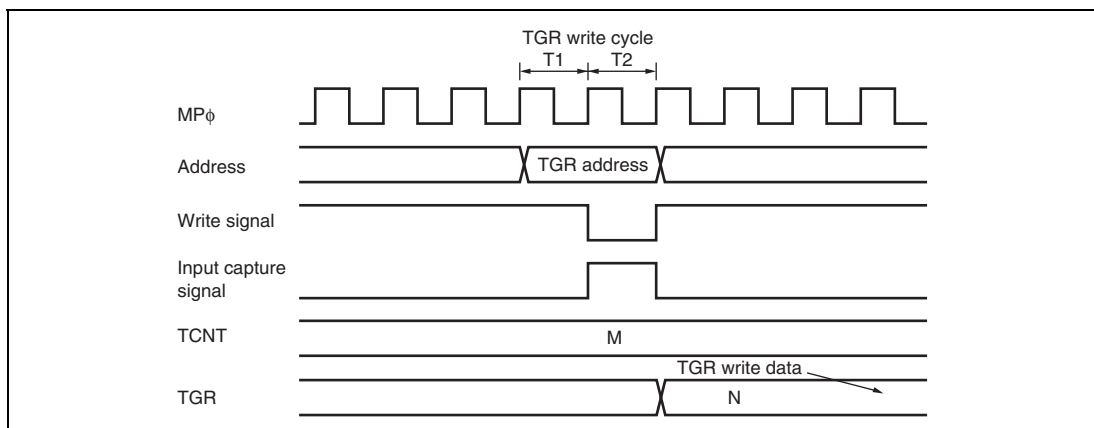 TGR write cycle
T1 T2
MPϕ
Address TGR address
Write signal
Input capture
signal
TCNT M
TGR write data
TGR N